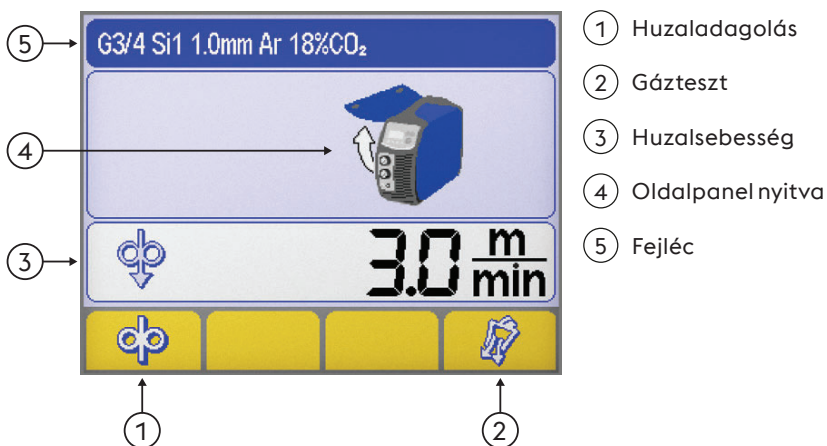 G3/4 Si1 1.0mm Ar 18%CO₂
3.0 m/min
1 Huzaladagolás
2 Gázteszt
3 Huzalsebesség
4 Oldalpanel nyitva
5 Fejléc
5
4
3
1
2